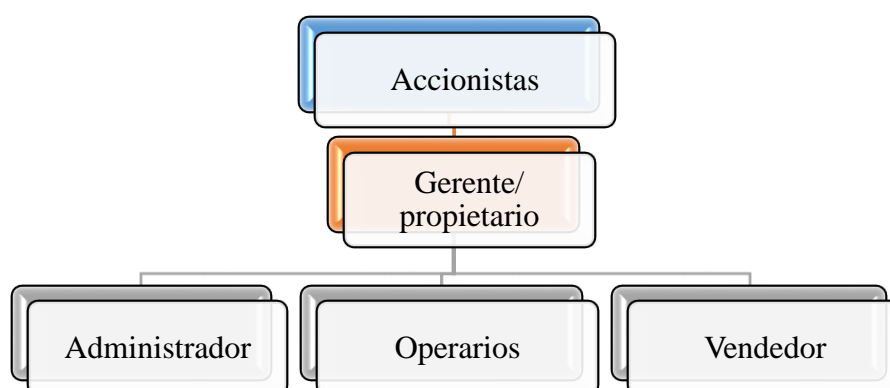 Accionistas
Gerente/
propietario
Administrador
Operarios
Vendedor